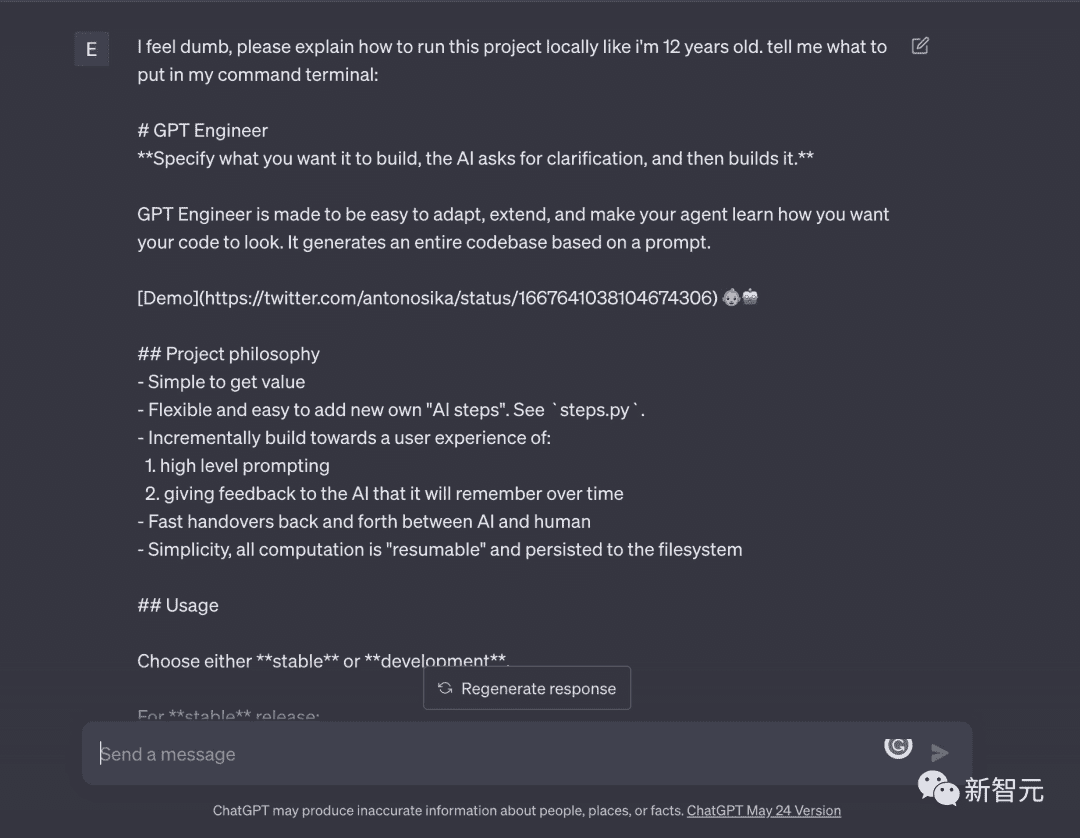 E
I feel dumb, please explain how to run this project locally like i'm 12 years old. tell me what to
put in my command terminal:
# GPT Engineer
**Specify what you want it to build, the AI asks for clarification, and then builds it.**
GPT Engineer is made to be easy to adapt, extend, and make your agent learn how you want
your code to look. It generates an entire codebase based on a prompt.
[Demo](https://twitter.com/antonosika/status/1667641038104674306) 👶🤖
## Project philosophy
- Simple to get value
- Flexible and easy to add new own "AI steps". See `steps.py`.
- Incrementally build towards a user experience of:
1. high level prompting
2. giving feedback to the AI that it will remember over time
- Fast handovers back and forth between AI and human
- Simplicity, all computation is "resumable" and persisted to the filesystem
## Usage
Choose either **stable** or **development**.
Regenerate response
For **stable** release:
Send a message
G
新智元
ChatGPT may produce inaccurate information about people, places, or facts. ChatGPT May 24 Version